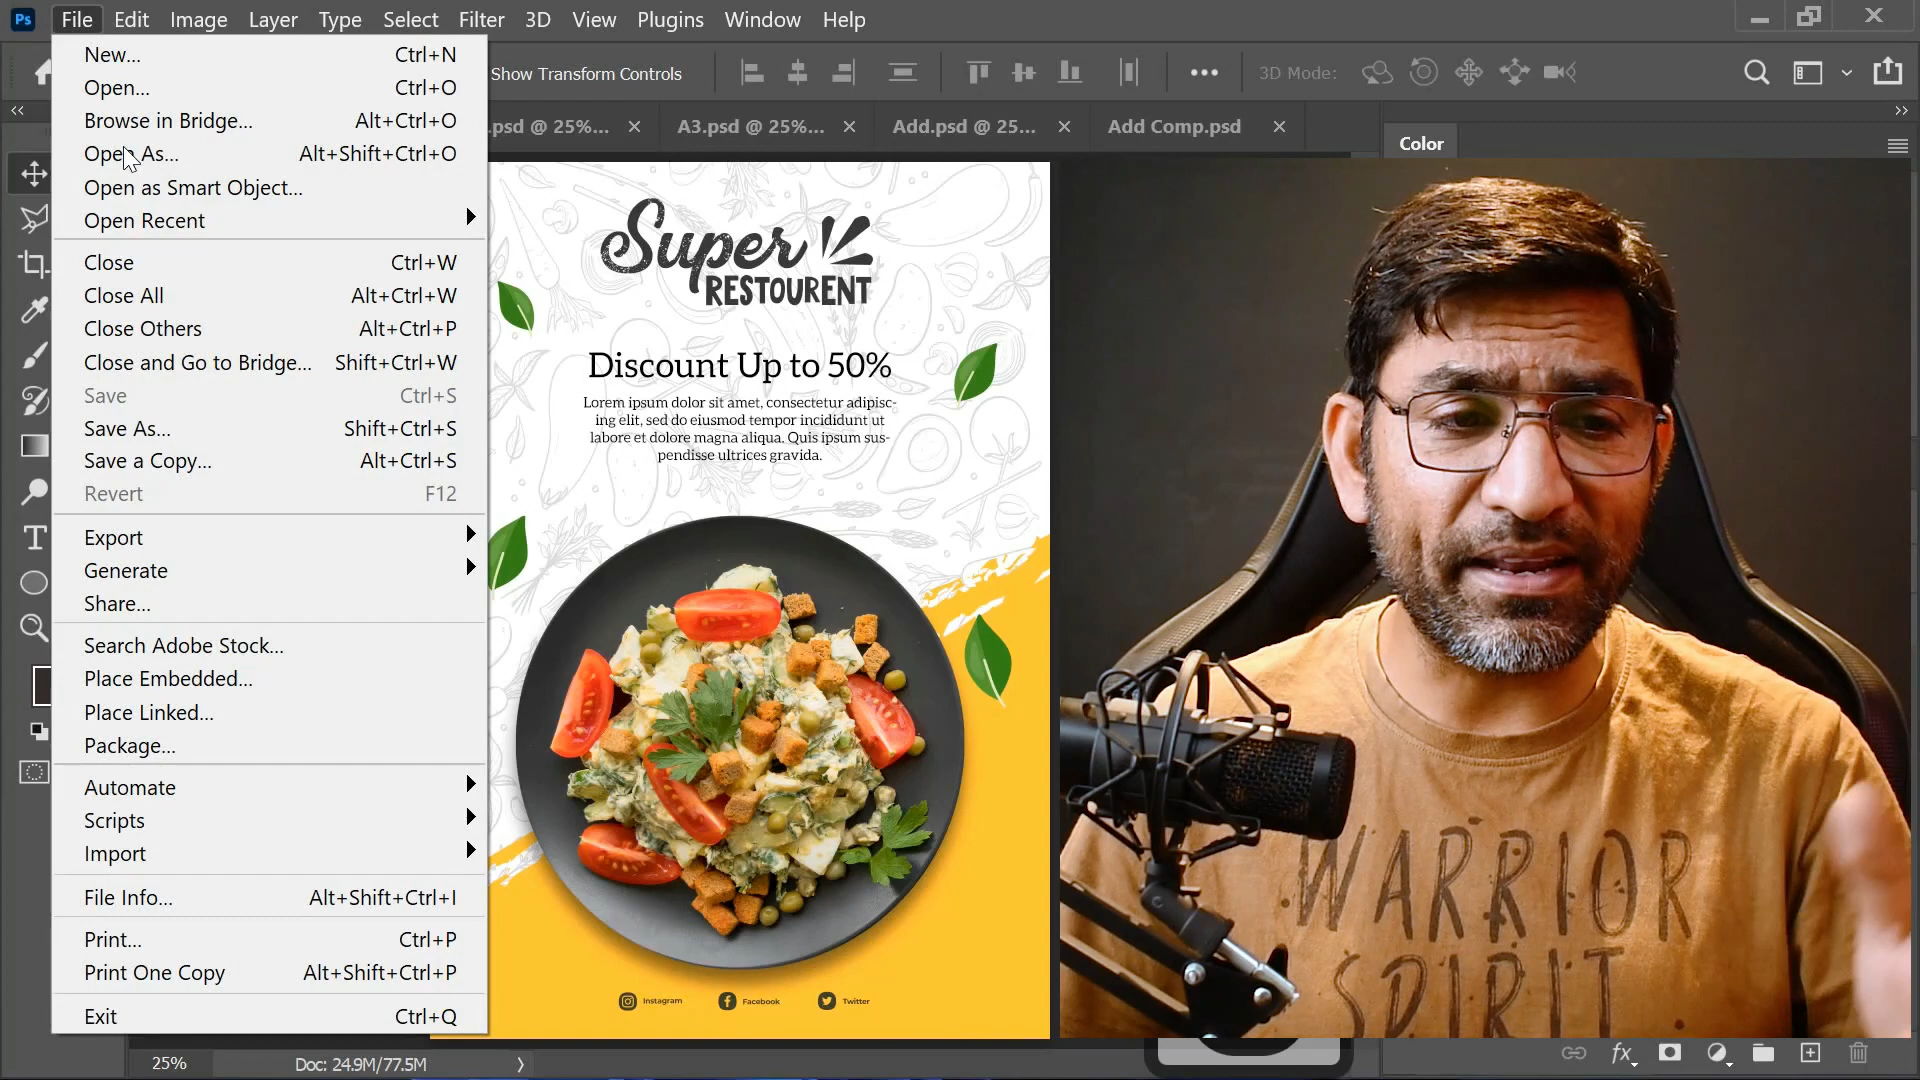 Ps File Edit Image Layer Type Select Filter 3D View Plugins Window Help
New... Ctrl+N
Open... Ctrl+O
Browse in Bridge... Alt+Ctrl+O
Open As... Alt+Shift+Ctrl+O
Open as Smart Object...
Open Recent
Close Ctrl+W
Close All Alt+Ctrl+W
Close Others Alt+Ctrl+P
Close and Go to Bridge... Shift+Ctrl+W
Save Ctrl+S
Save As... Shift+Ctrl+S
Save a Copy... Alt+Ctrl+S
Revert F12
Export
Generate
Share...
Search Adobe Stock...
Place Embedded...
Place Linked...
Package...
Automate
Scripts
Import
File Info... Alt+Shift+Ctrl+I
Print... Ctrl+P
Print One Copy Alt+Shift+Ctrl+P
Exit Ctrl+Q
Show Transform Controls
3D Mode:
.psd @ 25%...
A3.psd @ 25%...
Add.psd @ 25...
Add Comp.psd
Color
Super
RESTOURENT
Discount Up to 50%
Lorem ipsum dolor sit amet, consectetur adipisc-
ing elit, sed do eiusmod tempor incididunt ut
labore et dolore magna aliqua. Quis ipsum sus-
pendisse ultrices gravida.
Instagram
Facebook
Twitter
WARRIOR
SPIRIT
25%
Doc: 24.9M/77.5M
fx